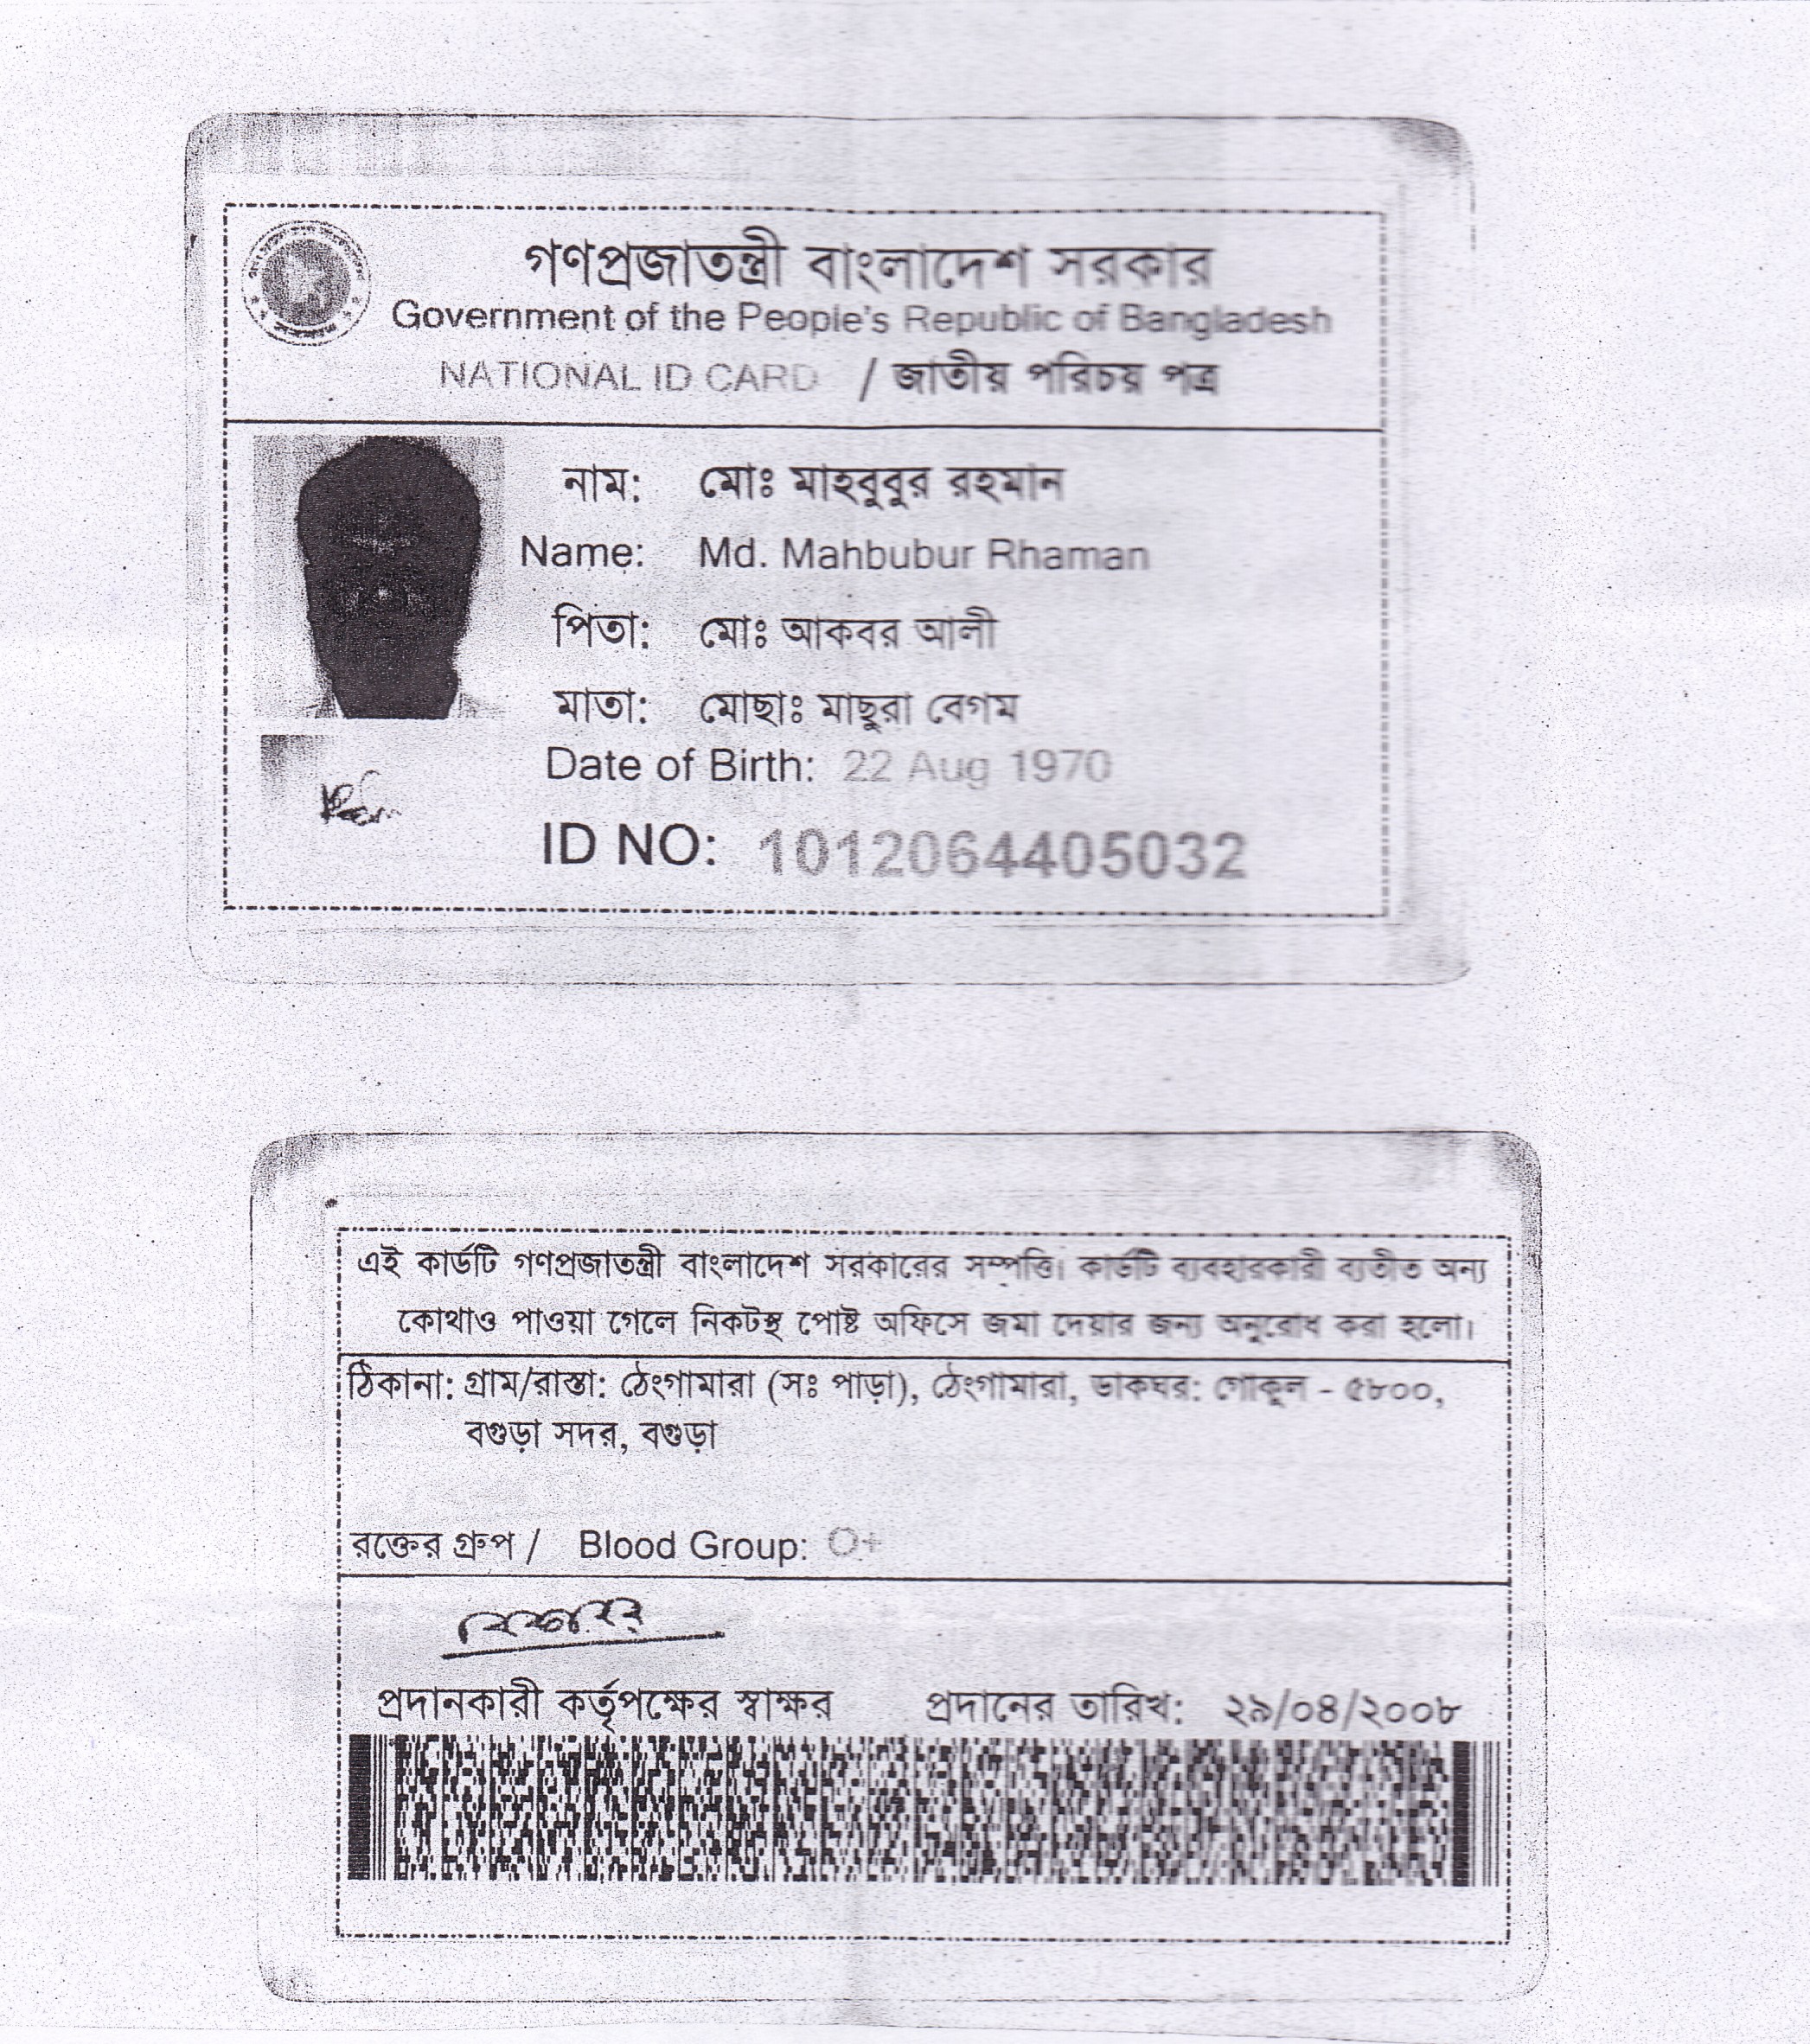 গণপ্রজাতন্ত্রী বাংলাদেশ সরকার
Government of the People's Republic of Bangladesh
NATIONAL ID CARD / জাতীয় পরিচয় পত্র
নাম: মোঃ মাহবুবুর রহমান
Name: Md. Mahbubur Rhaman
পিতা: মোঃ আকবর আলী
মাতা: মোছাঃ মাছুরা বেগম
Date of Birth: 22 Aug 1970
ID NO: 1012064405032
এই কার্ডটি গণপ্রজাতন্ত্রী বাংলাদেশ সরকারের সম্পত্তি। কার্ডটি ব্যবহারকারী ব্যতীত অন্য
কোথাও পাওয়া গেলে নিকটস্থ পোষ্ট অফিসে জমা দেয়ার জন্য অনুরোধ করা হলো।
ঠিকানা: গ্রাম/রাস্তা: ঠেংগামারা (সঃ পাড়া), ঠেংগামারা, ডাকঘর: গোকুল - ৫৮০০,
বগুড়া সদর, বগুড়া
রক্তের গ্রুপ / Blood Group: O+
প্রদানকারী কর্তৃপক্ষের স্বাক্ষর প্রদানের তারিখ: ২৯/০৪/২০০৮